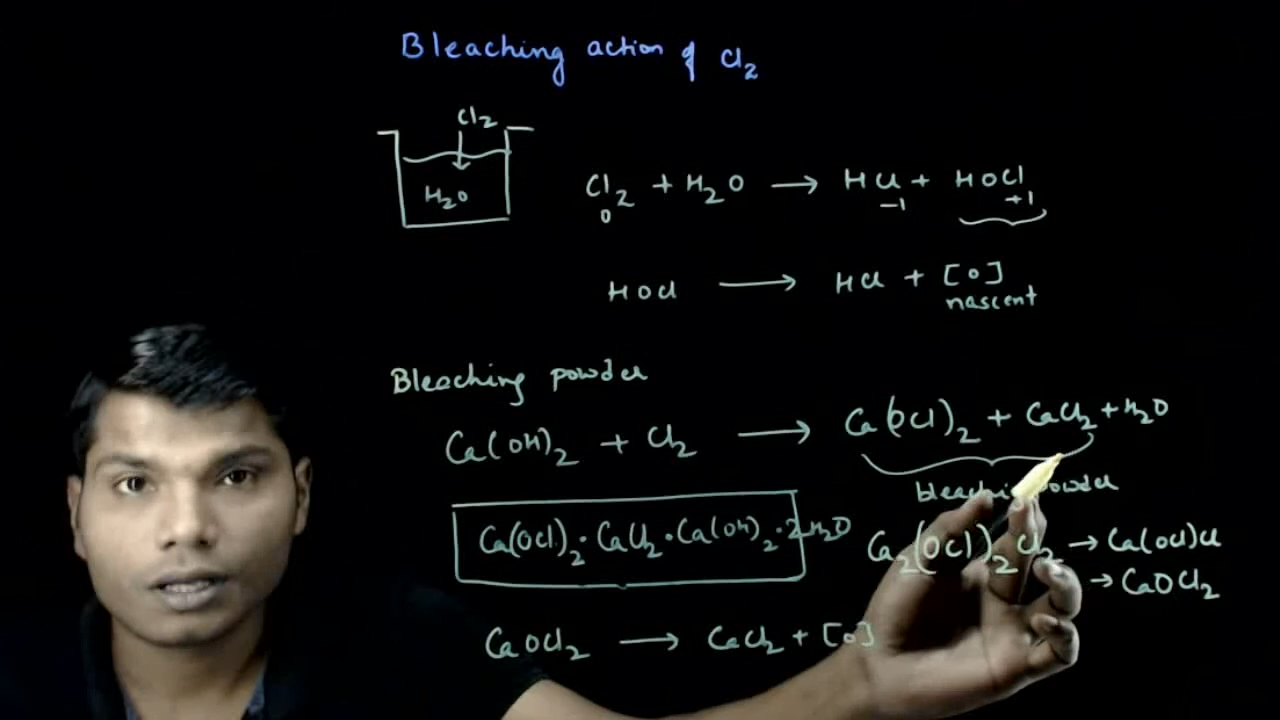 Bleaching action of Cl₂
Cl₂
H₂O
Cl₂ + H₂O → HCl + HOCl
0 -1 +1
HOCl → HCl + [O]
nascent
Bleaching powder
Ca(OH)₂ + Cl₂ → Ca(OCl)₂ + CaCl₂ + H₂O
bleaching powder
Ca(OCl)₂·CaCl₂·Ca(OH)₂·2H₂O
Ca₂(OCl)₂Cl₂ → Ca(OCl)Cl
→ CaOCl₂
CaOCl₂ → CaCl₂ + [O]